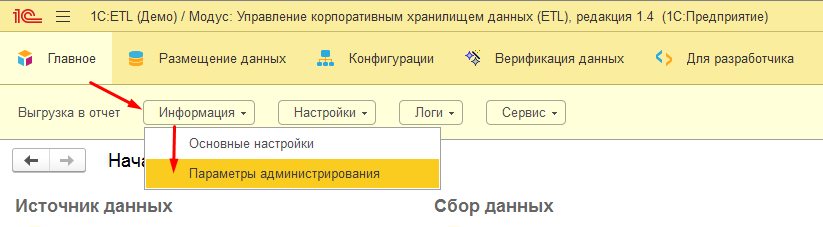 1С:ETL (Демо) / Модус: Управление корпоративным хранилищем данных (ETL), редакция 1.4 (1С:Предприятие)
Главное Размещение данных Конфигурации Верификация данных Для разработчика
Выгрузка в отчет Информация Настройки Логи Сервис
Основные настройки
Нача
Параметры администрирования
Источник данных Сбор данных